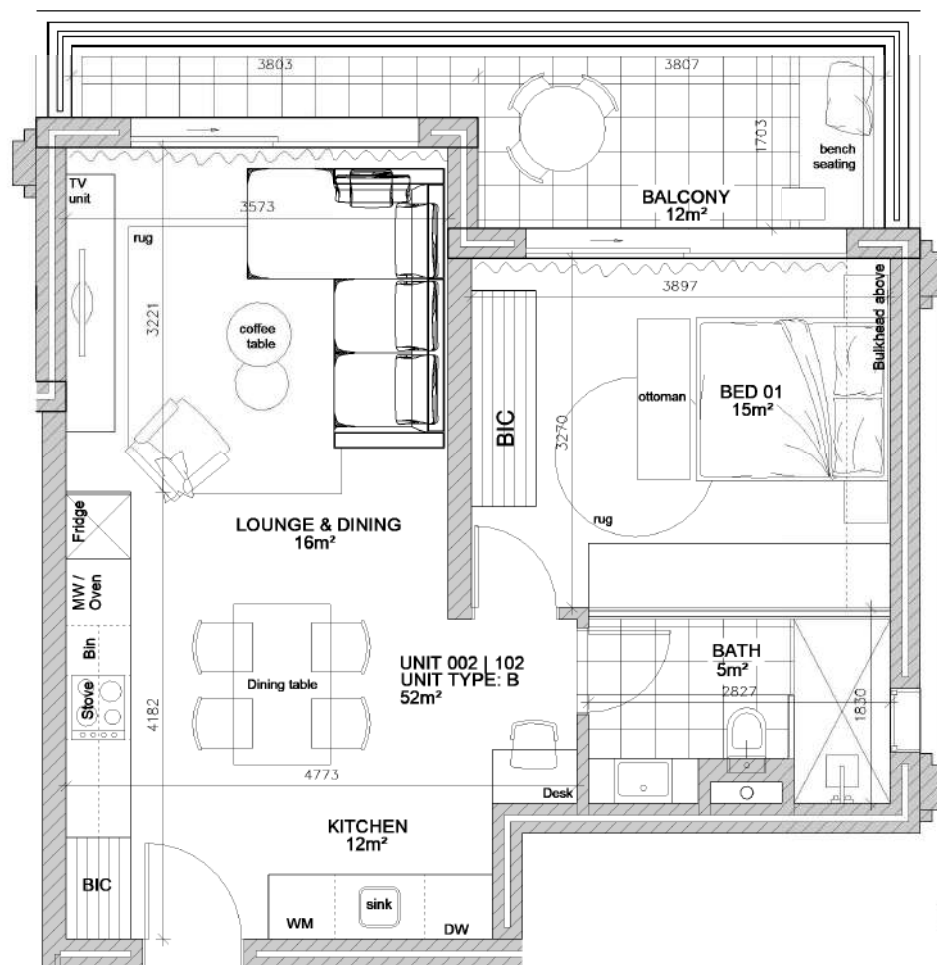 3803
3807
1703
bench
seating
BALCONY
12m²
TV
unit
3573
rug
3221
coffee
table
3897
Bulkhead above
ottoman
BED 01
15m²
BIC
3270
rug
LOUNGE & DINING
16m²
Fridge
MW /
Oven
Bin
Stove
4182
Dining table
UNIT 002 | 102
UNIT TYPE: B
52m²
BATH
5m²
2827
1830
4773
Desk
KITCHEN
12m²
BIC
WM
sink
DW